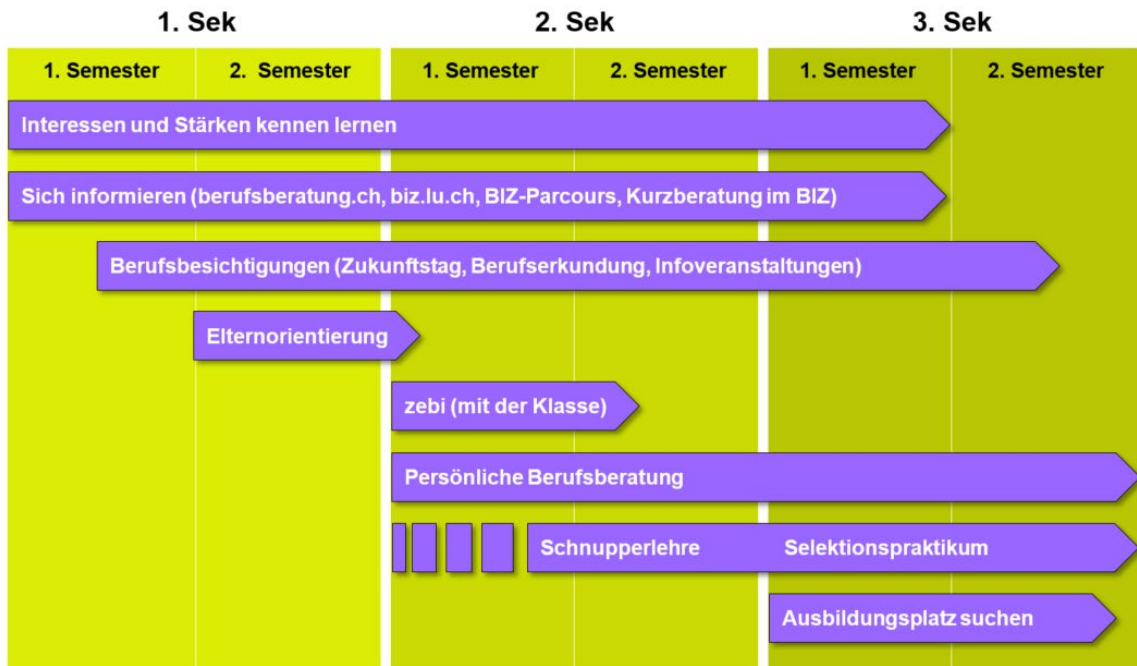 1. Sek 2. Sek 3. Sek
1. Semester 2. Semester 1. Semester 2. Semester 1. Semester 2. Semester
Interessen und Stärken kennen lernen
Sich informieren (berufsberatung.ch, biz.lu.ch, BIZ-Parcours, Kurzberatung im BIZ)
Berufsbesichtigungen (Zukunftstag, Berufserkundung, Infoveranstaltungen)
Elternorientierung
zebi (mit der Klasse)
Persönliche Berufsberatung
Schnupperlehre Selektionspraktikum
Ausbildungsplatz suchen